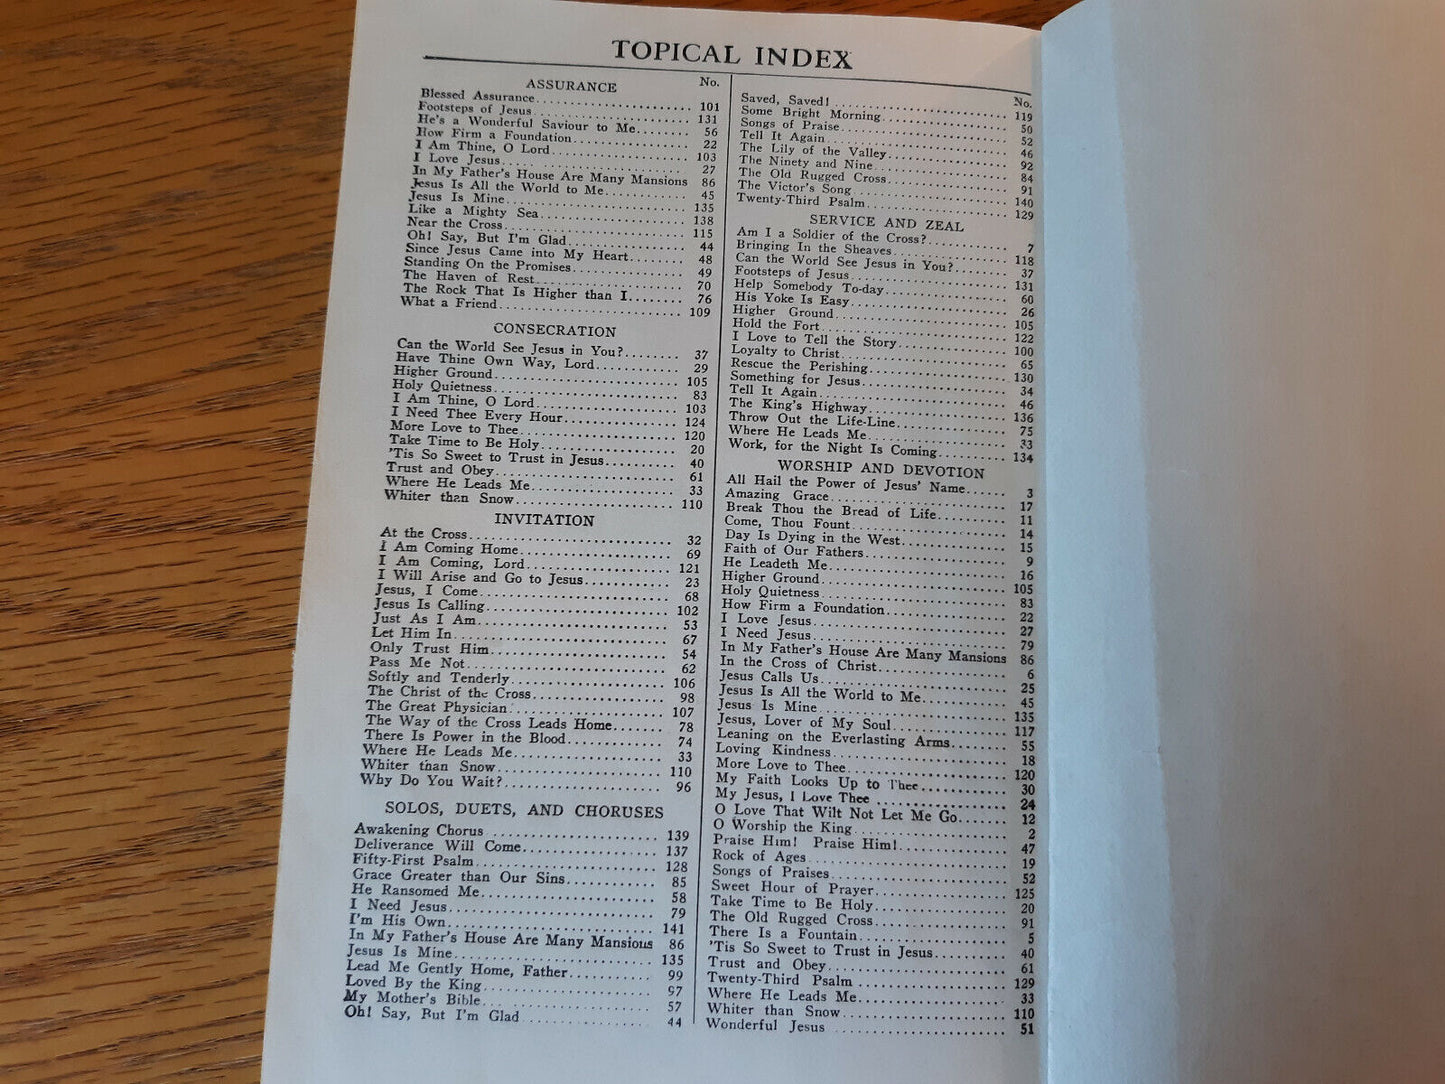 TOPICAL INDEX
No.
ASSURANCE
Blessed Assurance 101
Footsteps of Jesus 131
He's a Wonderful Saviour to Me 56
How Firm a Foundation 22
I Am Thine, O Lord 103
I Love Jesus 27
In My Father's House Are Many Mansions 86
Jesus Is All the World to Me 45
Jesus Is Mine 135
Like a Mighty Sea 138
Near the Cross 115
Oh! Say, But I'm Glad 44
Since Jesus Came into My Heart 48
Standing On the Promises 49
The Haven of Rest 70
The Rock That Is Higher than I 76
What a Friend 109
CONSECRATION
Can the World See Jesus in You? 37
Have Thine Own Way, Lord 29
Higher Ground 105
Holy Quietness 83
I Am Thine, O Lord 103
I Need Thee Every Hour 124
More Love to Thee 120
Take Time to Be Holy 20
'Tis So Sweet to Trust in Jesus 40
Trust and Obey 61
Where He Leads Me 33
Whiter than Snow 110
INVITATION
At the Cross 32
I Am Coming Home 69
I Am Coming, Lord 121
I Will Arise and Go to Jesus 23
Jesus, I Come 68
Jesus Is Calling 102
Just As I Am 53
Let Him In 67
Only Trust Him 54
Pass Me Not 62
Softly and Tenderly 106
The Christ of the Cross 98
The Great Physician 107
The Way of the Cross Leads Home 78
There Is Power in the Blood 74
Where He Leads Me 33
Whiter than Snow 110
Why Do You Wait? 96
SOLOS, DUETS, AND CHORUSES
Awakening Chorus 139
Deliverance Will Come 137
Fifty-First Psalm 128
Grace Greater than Our Sins 85
He Ransomed Me 58
I Need Jesus 79
I'm His Own 141
In My Father's House Are Many Mansions 86
Jesus Is Mine 135
Lead Me Gently Home, Father 99
Loved By the King 97
My Mother's Bible 57
Oh! Say, But I'm Glad 44
No.
Saved, Saved! 119
Some Bright Morning 50
Songs of Praise 52
Tell It Again 46
The Lily of the Valley 92
The Ninety and Nine 84
The Old Rugged Cross 91
The Victor's Song 140
Twenty-Third Psalm 129
SERVICE AND ZEAL
Am I a Soldier of the Cross? 7
Bringing In the Sheaves 118
Can the World See Jesus in You? 37
Footsteps of Jesus 131
Help Somebody To-day 60
His Yoke Is Easy 26
Higher Ground 105
Hold the Fort 122
I Love to Tell the Story 100
Loyalty to Christ 65
Rescue the Perishing 130
Something for Jesus 34
Tell It Again 46
The King's Highway 136
Throw Out the Life-Line 75
Where He Leads Me 33
Work, for the Night Is Coming 134
WORSHIP AND DEVOTION
All Hail the Power of Jesus' Name 3
Amazing Grace 17
Break Thou the Bread of Life 11
Come, Thou Fount 14
Day Is Dying in the West 15
Faith of Our Fathers 9
He Leadeth Me 16
Higher Ground 105
Holy Quietness 83
How Firm a Foundation 22
I Love Jesus 27
I Need Jesus 79
In My Father's House Are Many Mansions 86
In the Cross of Christ 6
Jesus Calls Us 25
Jesus Is All the World to Me 45
Jesus Is Mine 135
Jesus, Lover of My Soul 117
Leaning on the Everlasting Arms 55
Loving Kindness 18
More Love to Thee 120
My Faith Looks Up to Thee 30
My Jesus, I Love Thee 24
O Love That Wilt Not Let Me Go 12
O Worship the King 2
Praise Him! Praise Him! 47
Rock of Ages 19
Songs of Praises 52
Sweet Hour of Prayer 125
Take Time to Be Holy 20
The Old Rugged Cross 91
There Is a Fountain 5
'Tis So Sweet to Trust in Jesus 40
Trust and Obey 61
Twenty-Third Psalm 129
Where He Leads Me 33
Whiter than Snow 110
Wonderful Jesus 51